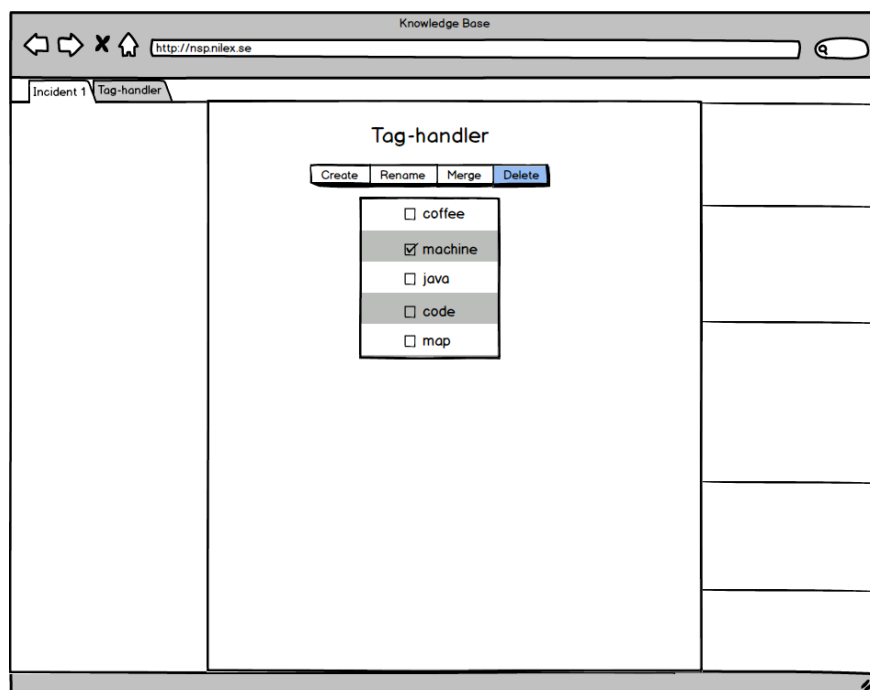 Knowledge Base
http://nsp.nilex.se
Incident 1 Tag-handler
Tag-handler
Create Rename Merge Delete
coffee
machine
java
code
map